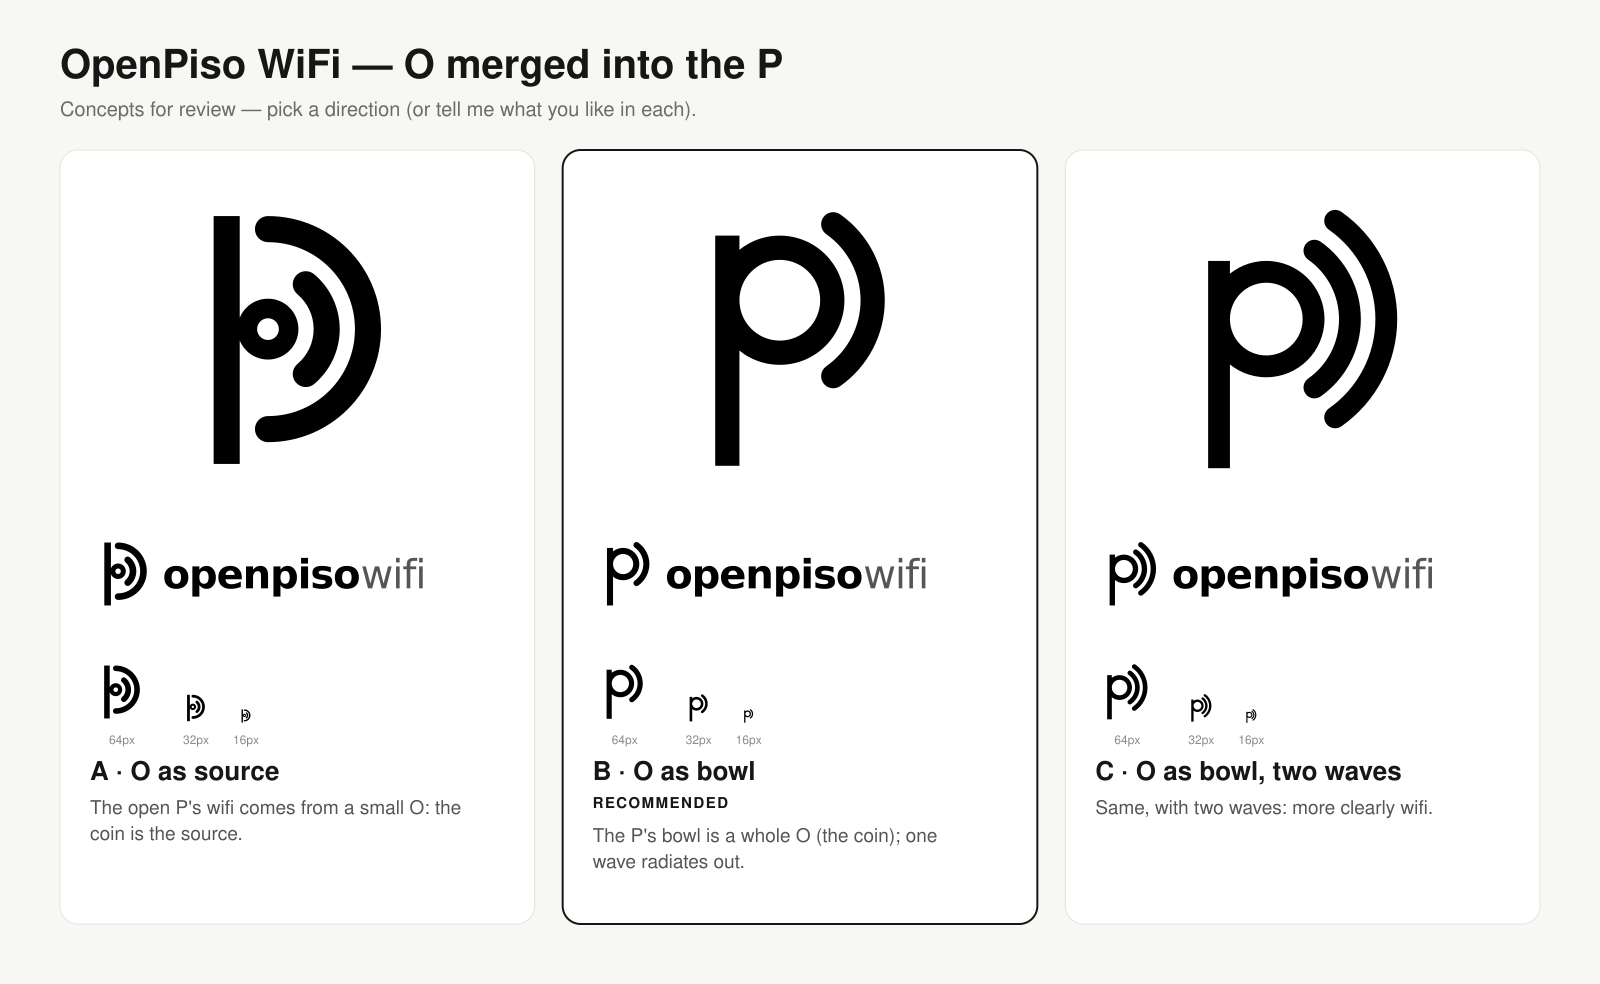 OpenPiso WiFi — O merged into the P
Concepts for review — pick a direction (or tell me what you like in each).
openpisowifi
64px 32px 16px
A · O as source
The open P's wifi comes from a small O: the
coin is the source.
openpisowifi
64px 32px 16px
B · O as bowl
RECOMMENDED
The P's bowl is a whole O (the coin); one
wave radiates out.
openpisowifi
64px 32px 16px
C · O as bowl, two waves
Same, with two waves: more clearly wifi.